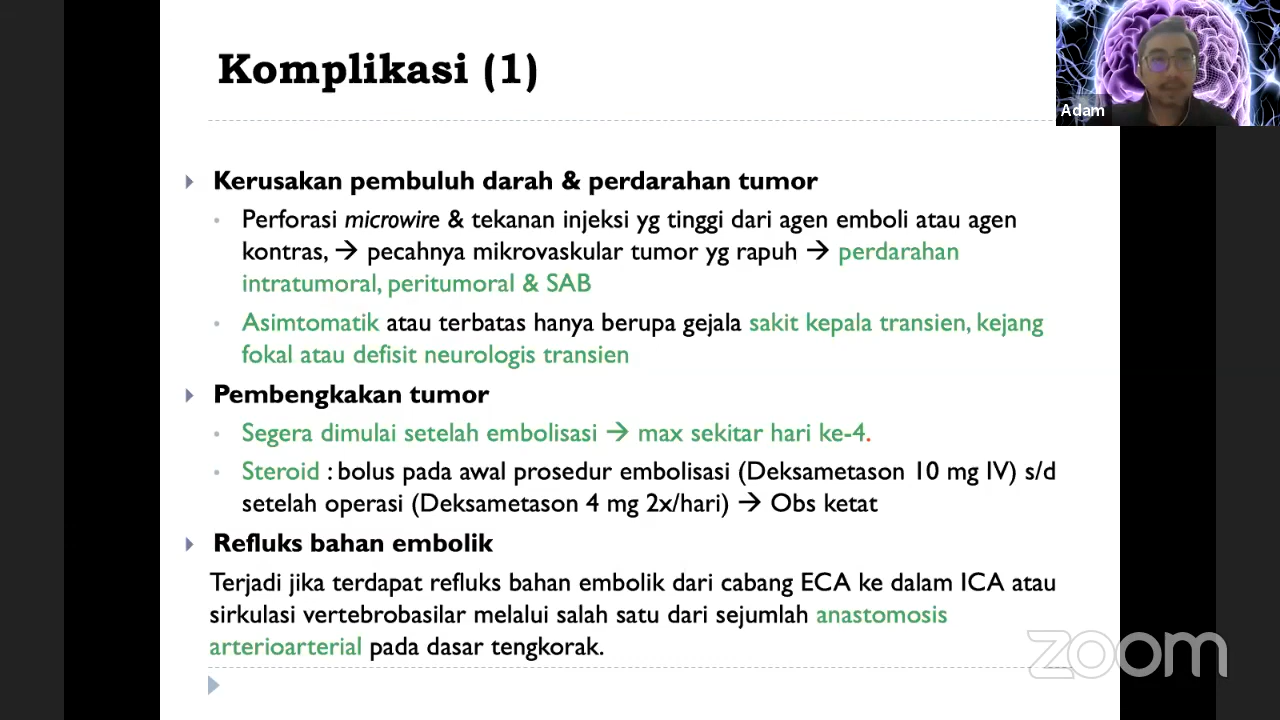 Komplikasi (1)
Adam
Kerusakan pembuluh darah & perdarahan tumor
Perforasi microwire & tekanan injeksi yg tinggi dari agen emboli atau agen
kontras, → pecahnya mikrovaskular tumor yg rapuh → perdarahan
intratumoral, peritumoral & SAB
Asimtomatik atau terbatas hanya berupa gejala sakit kepala transien, kejang
fokal atau defisit neurologis transien
Pembengkakan tumor
Segera dimulai setelah embolisasi → max sekitar hari ke-4.
Steroid : bolus pada awal prosedur embolisasi (Deksametason 10 mg IV) s/d
setelah operasi (Deksametason 4 mg 2x/hari) → Obs ketat
Refluks bahan embolik
Terjadi jika terdapat refluks bahan embolik dari cabang ECA ke dalam ICA atau
sirkulasi vertebrobasilar melalui salah satu dari sejumlah anastomosis
arterioarterial pada dasar tengkorak.
zoom